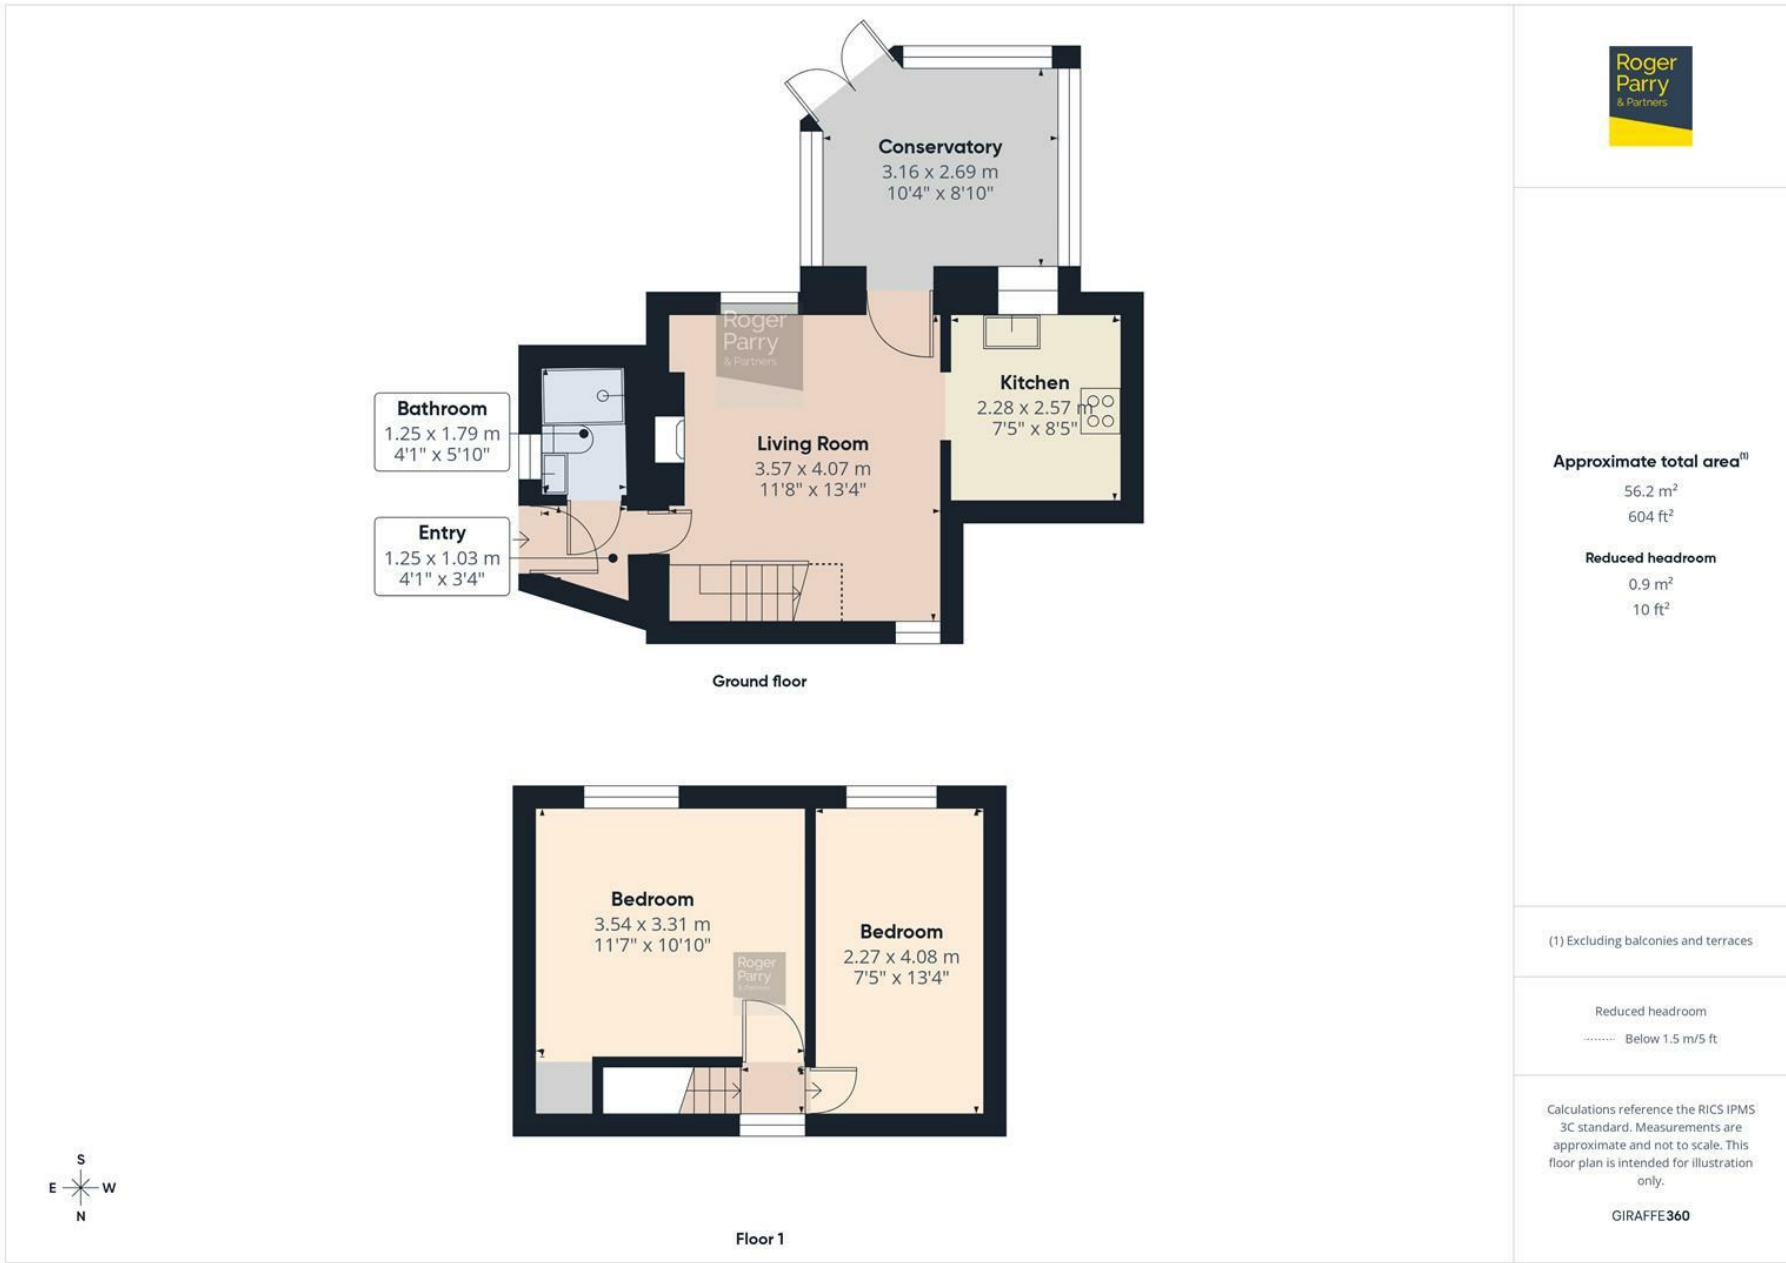 Roger
Parry
& Partners
Conservatory
3.16 x 2.69 m
10'4" x 8'10"
Roger
Parry
& Partners
Kitchen
2.28 x 2.57 m
7'5" x 8'5"
Bathroom
1.25 x 1.79 m
4'1" x 5'10"
Living Room
3.57 x 4.07 m
11'8" x 13'4"
Entry
1.25 x 1.03 m
4'1" x 3'4"
Ground floor
Approximate total area(1)
56.2 m²
604 ft²
Reduced headroom
0.9 m²
10 ft²
Bedroom
3.54 x 3.31 m
11'7" x 10'10"
Bedroom
2.27 x 4.08 m
7'5" x 13'4"
Roger
Parry
& Partners
(1) Excluding balconies and terraces
Reduced headroom
Below 1.5 m/5 ft
Calculations reference the RICS IPMS
3C standard. Measurements are
approximate and not to scale. This
floor plan is intended for illustration
only.
GIRAFFE360
S
E W
N
Floor 1